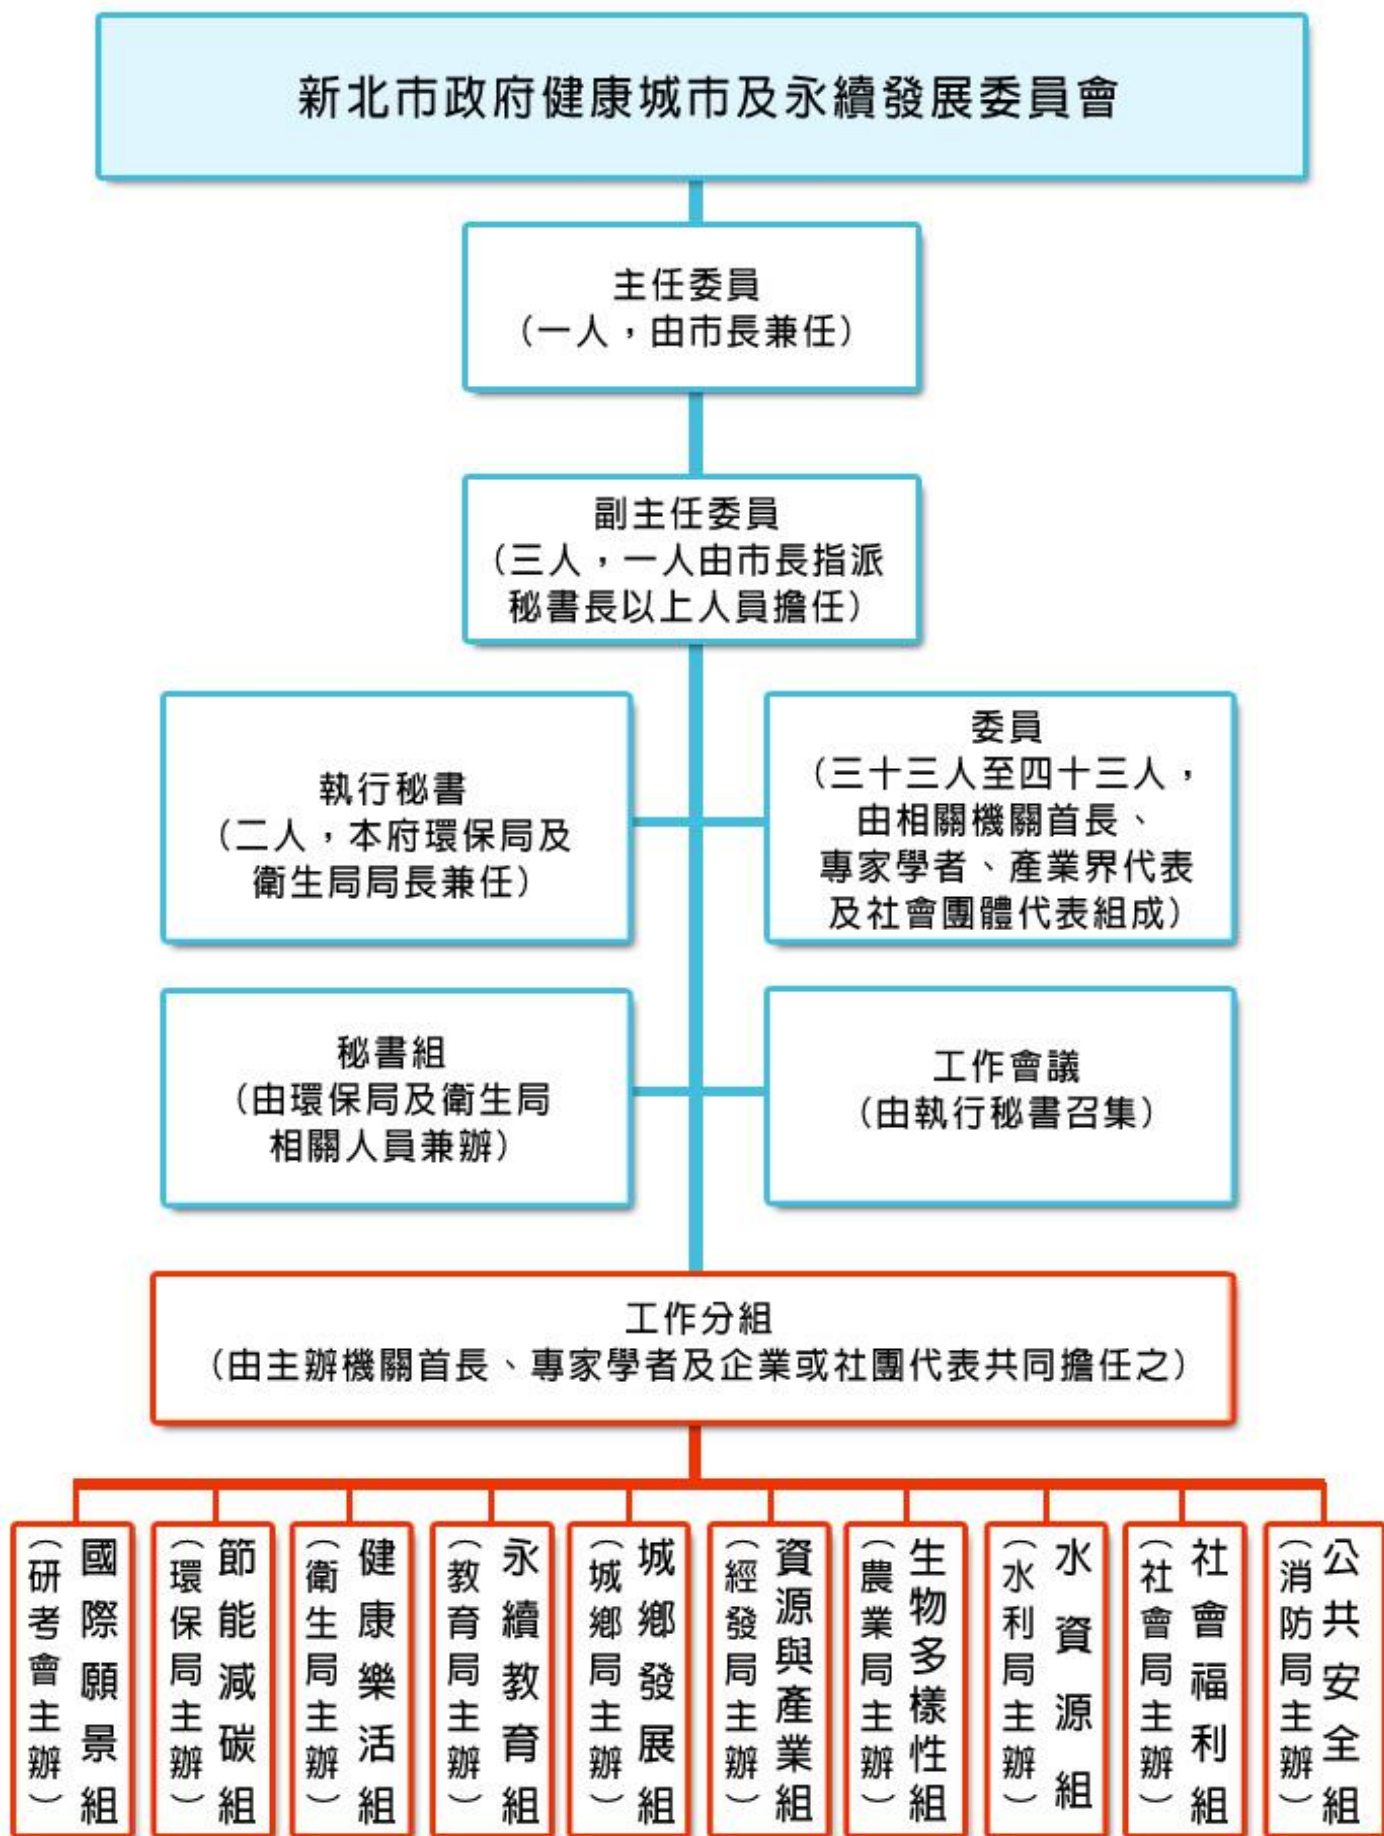 新北市政府健康城市及永續發展委員會
主任委員
(一人，由市長兼任)
副主任委員
(三人，一人由市長指派
秘書長以上人員擔任)
執行秘書
(二人，本府環保局及
衛生局局長兼任)
委員
(三十三人至四十三人，
由相關機關首長、
專家學者、產業界代表
及社會團體代表組成)
秘書組
(由環保局及衛生局
相關人員兼辦)
工作會議
(由執行秘書召集)
工作分組
(由主辦機關首長、專家學者及企業或社團代表共同擔任之)
國際願景組
(研考會主辦)
節能減碳組
(環保局主辦)
健康樂活組
(衛生局主辦)
永續教育組
(教育局主辦)
城鄉發展組
(城鄉局主辦)
資源與產業組
(經發局主辦)
生物多樣性組
(農業局主辦)
水資源組
(水利局主辦)
社會福利組
(社會局主辦)
公共安全組
(消防局主辦)